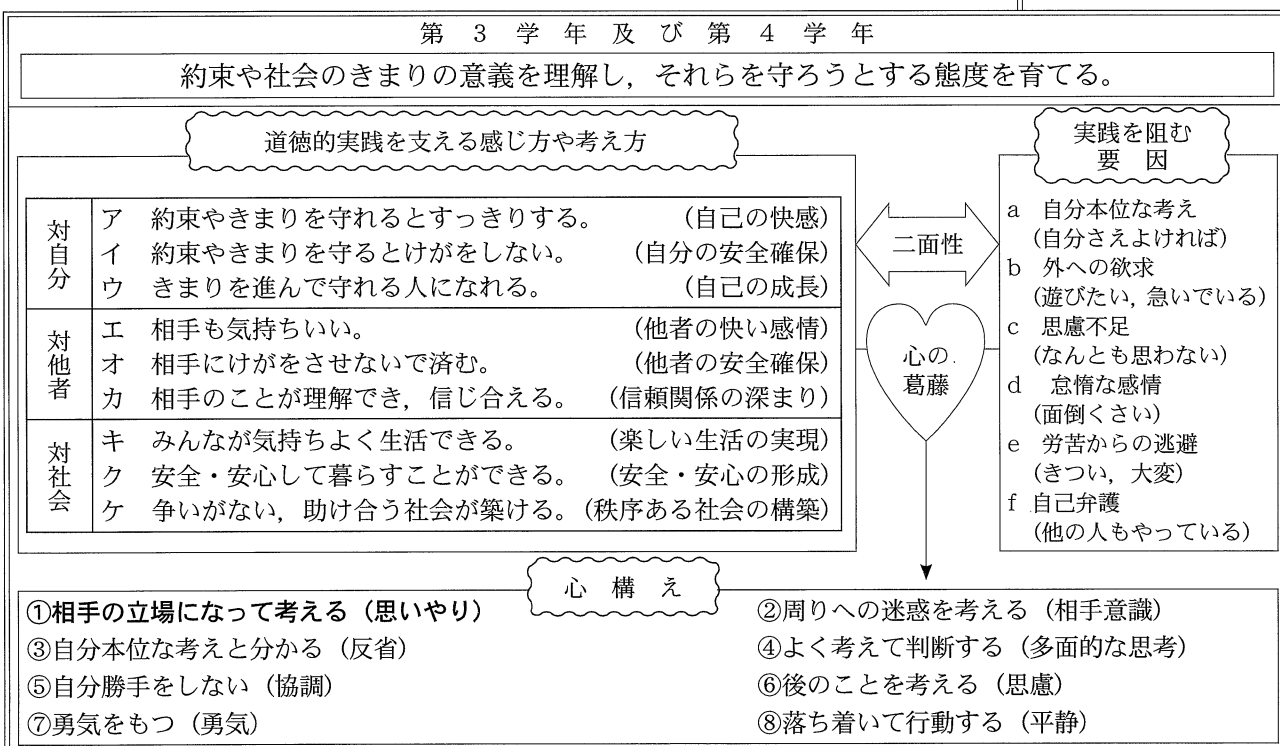 第 3 学 年 及 び 第 4 学 年
約束や社会のきまりの意義を理解し，それらを守ろうとする態度を育てる。
道徳的実践を支える感じ方や考え方
対自分
ア 約束やきまりを守れるとすっきりする。 (自己の快感)
イ 約束やきまりを守るとけがをしない。 (自分の安全確保)
ウ きまりを進んで守れる人になれる。 (自己の成長)
対他者
エ 相手も気持ちいい。 (他者の快い感情)
オ 相手にけがをさせないで済む。 (他者の安全確保)
カ 相手のことが理解でき，信じ合える。 (信頼関係の深まり)
対社会
キ みんなが気持ちよく生活できる。 (楽しい生活の実現)
ク 安全・安心して暮らすことができる。 (安全・安心の形成)
ケ 争いがない，助け合う社会が築ける。(秩序ある社会の構築)
二面性
心の
葛藤
実践を阻む
要 因
a 自分本位な考え
(自分さえよければ)
b 外への欲求
(遊びたい，急いでいる)
c 思慮不足
(なんとも思わない)
d 怠惰な感情
(面倒くさい)
e 労苦からの逃避
(きつい，大変)
f 自己弁護
(他の人もやっている)
心 構 え
①相手の立場になって考える（思いやり） ②周りへの迷惑を考える（相手意識）
③自分本位な考えと分かる（反省） ④よく考えて判断する（多面的な思考）
⑤自分勝手をしない（協調） ⑥後のことを考える（思慮）
⑦勇気をもつ（勇気） ⑧落ち着いて行動する（平静）